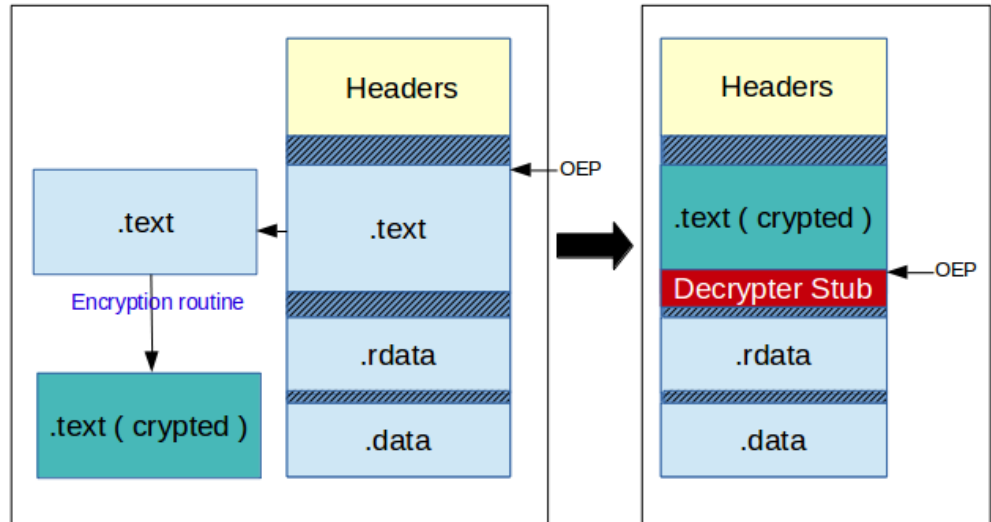 Headers
OEP
.text
.text
Encryption routine
.rdata
.text ( crypted )
.data
Headers
.text ( crypted )
OEP
Decrypter Stub
.rdata
.data